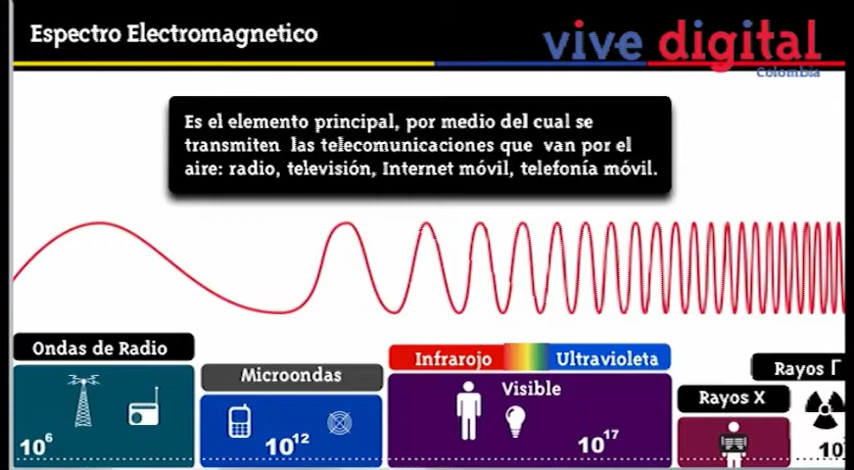 Espectro Electromagnetico
vive digital
Colombia
Es el elemento principal, por medio del cual se
transmiten las telecomunicaciones que van por el
aire: radio, televisión, Internet móvil, telefonía móvil.
Ondas de Radio
10⁶
Microondas
10¹²
Infrarojo
Ultravioleta
Visible
10¹⁷
Rayos X
Rayos Γ